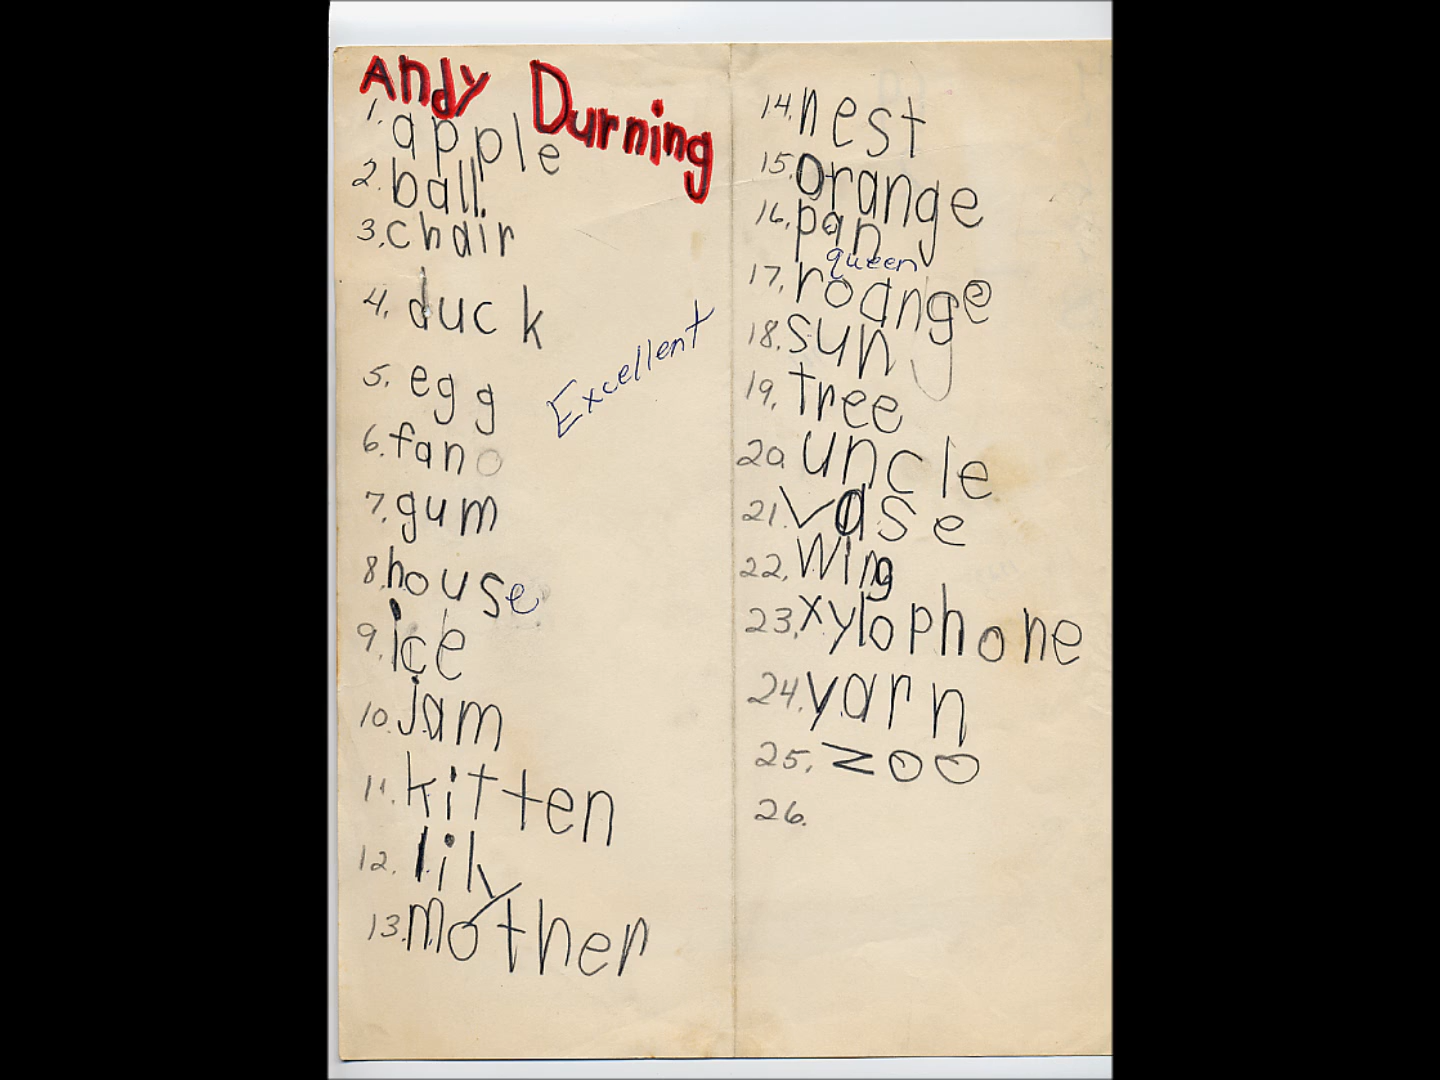 Andy Durning
1. apple
2. ball
3. chair
4. duck
5. egg
Excellent
6. fan
7. gum
8. house
9. ice
10. jam
11. kitten
12. lily
13. mother
14. nest
15. orange
16. pan
queen
17. roange
18. sun
19. tree
20. uncle
21. vase
22. wing
23. xylophone
24. yarn
25. zoo
26.